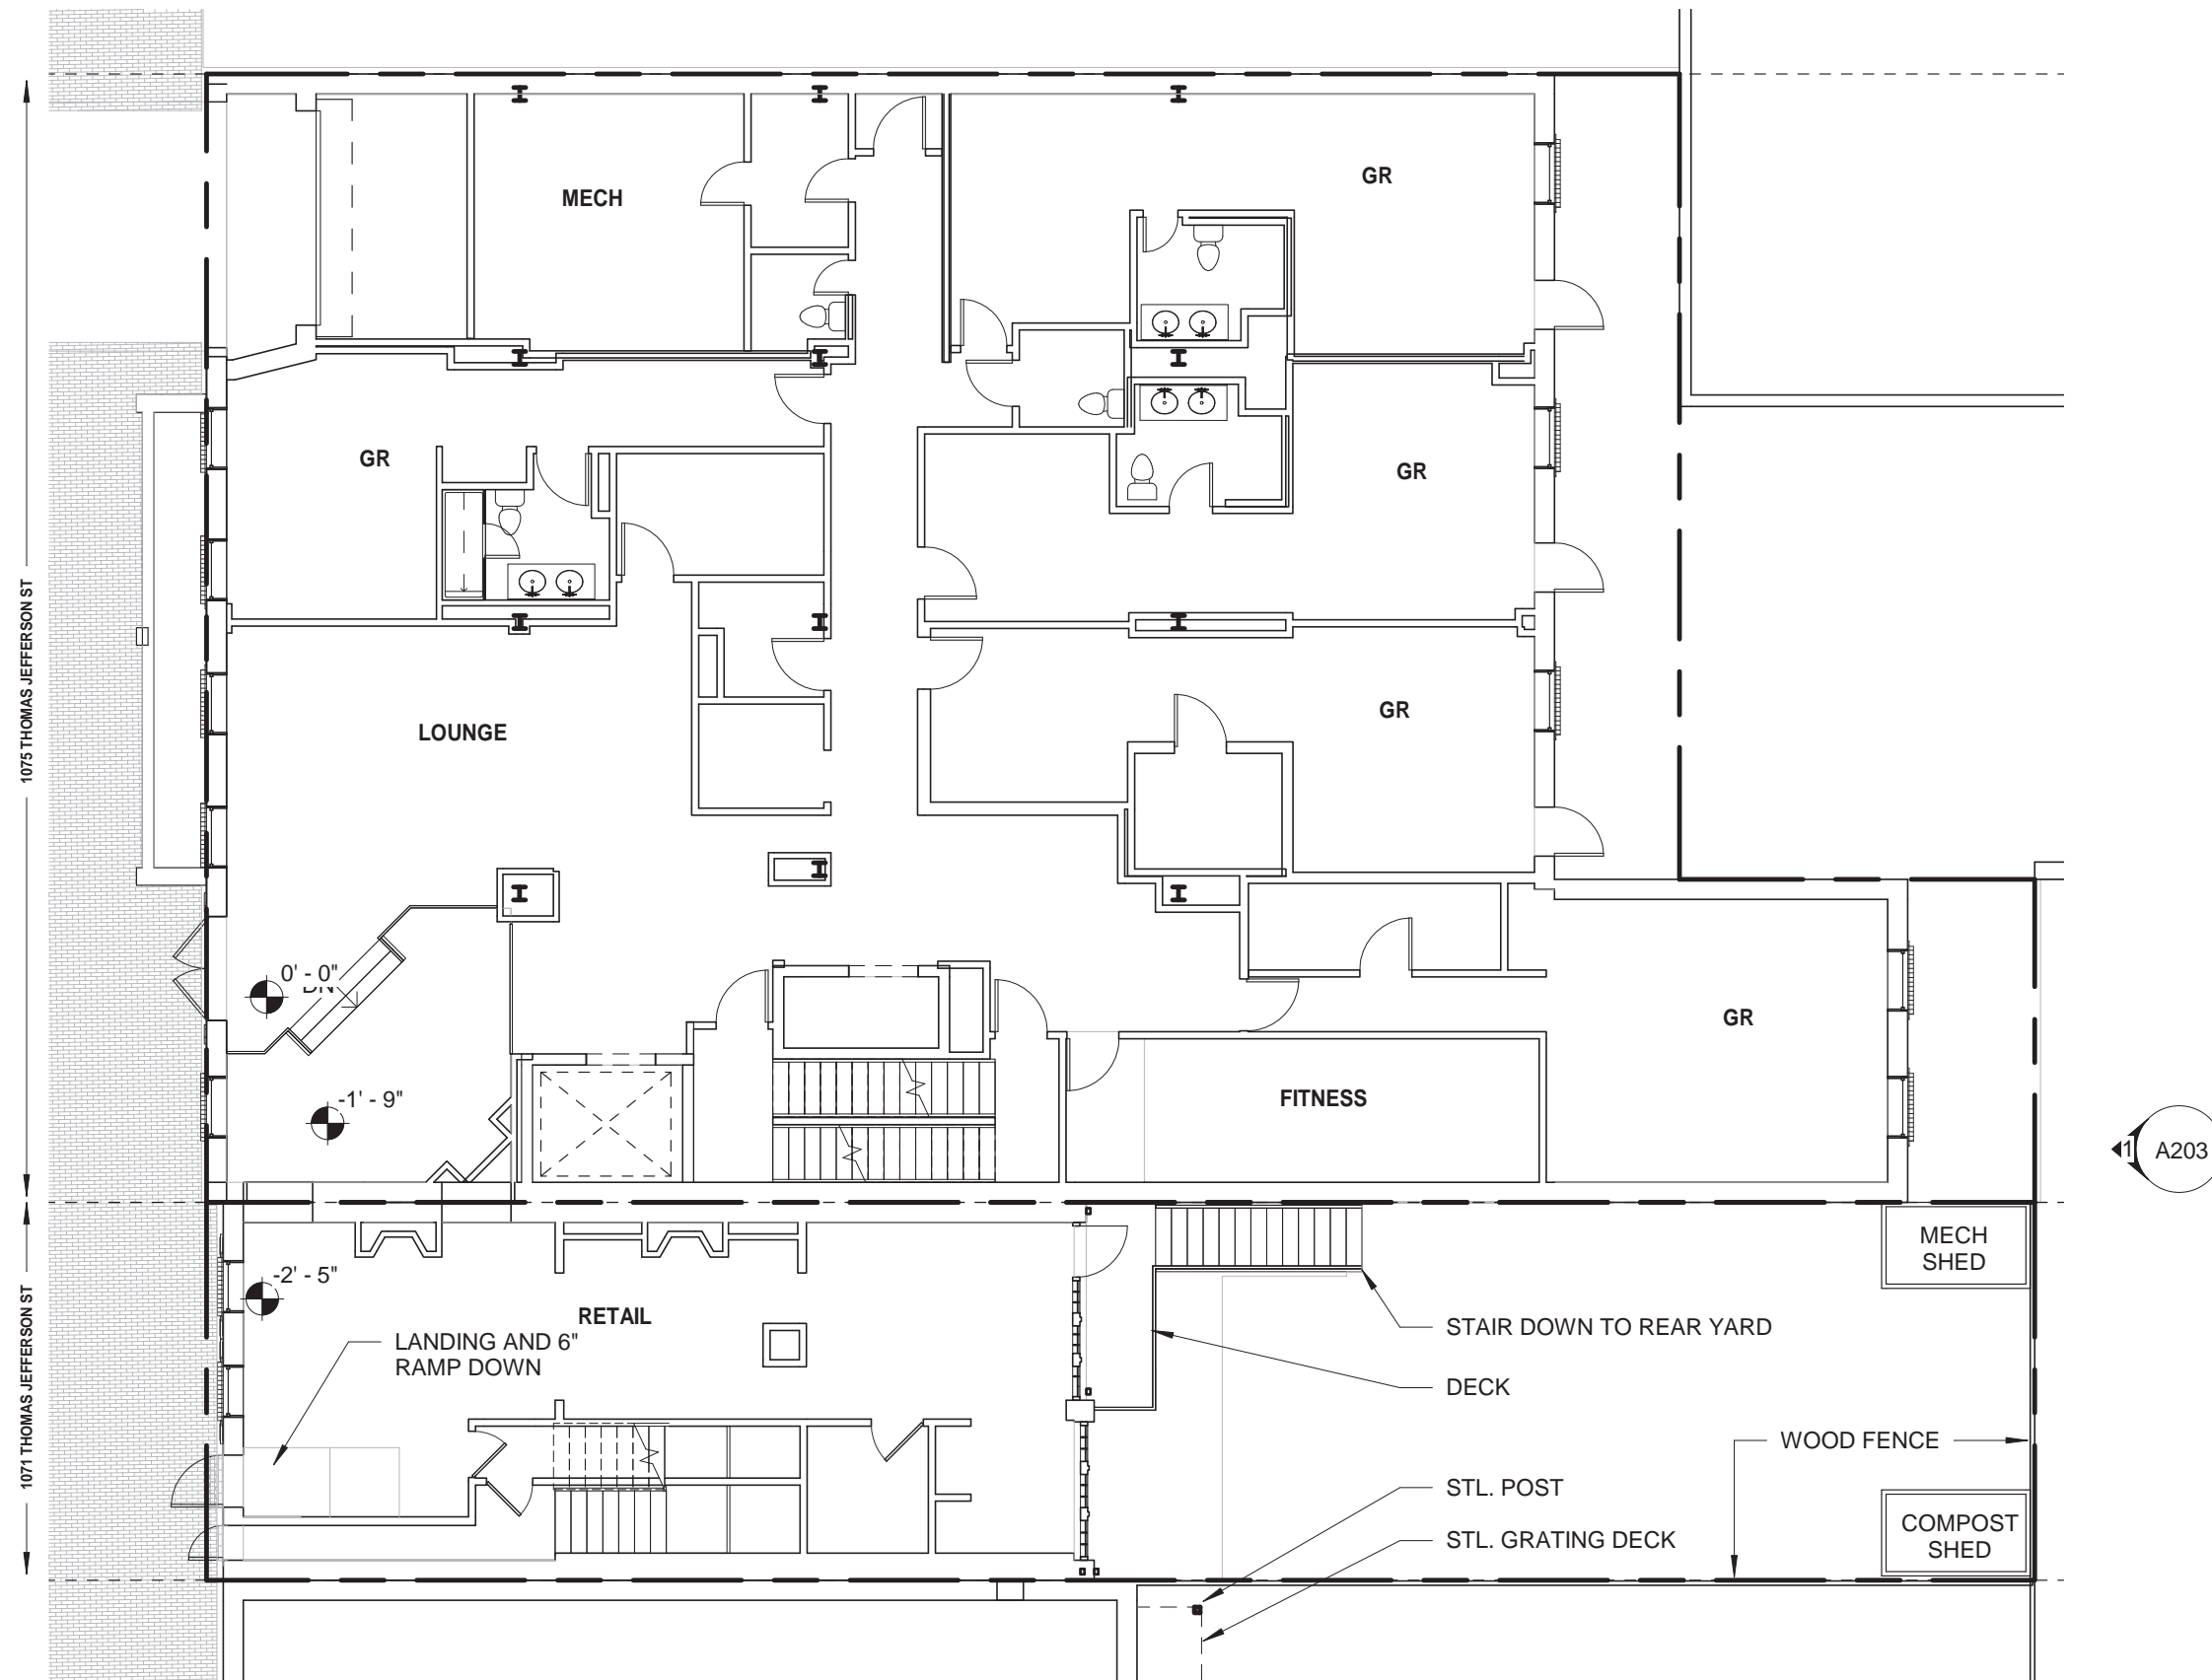 MECH
GR
GR
GR
1075 THOMAS JEFFERSON ST
GR
LOUNGE
0' - 0"
DN
GR
-1' - 9"
FITNESS
1
A203
MECH
SHED
-2' - 5"
RETAIL
LANDING AND 6"
RAMP DOWN
STAIR DOWN TO REAR YARD
DECK
1071 THOMAS JEFFERSON ST
WOOD FENCE
STL. POST
STL. GRATING DECK
COMPOST
SHED